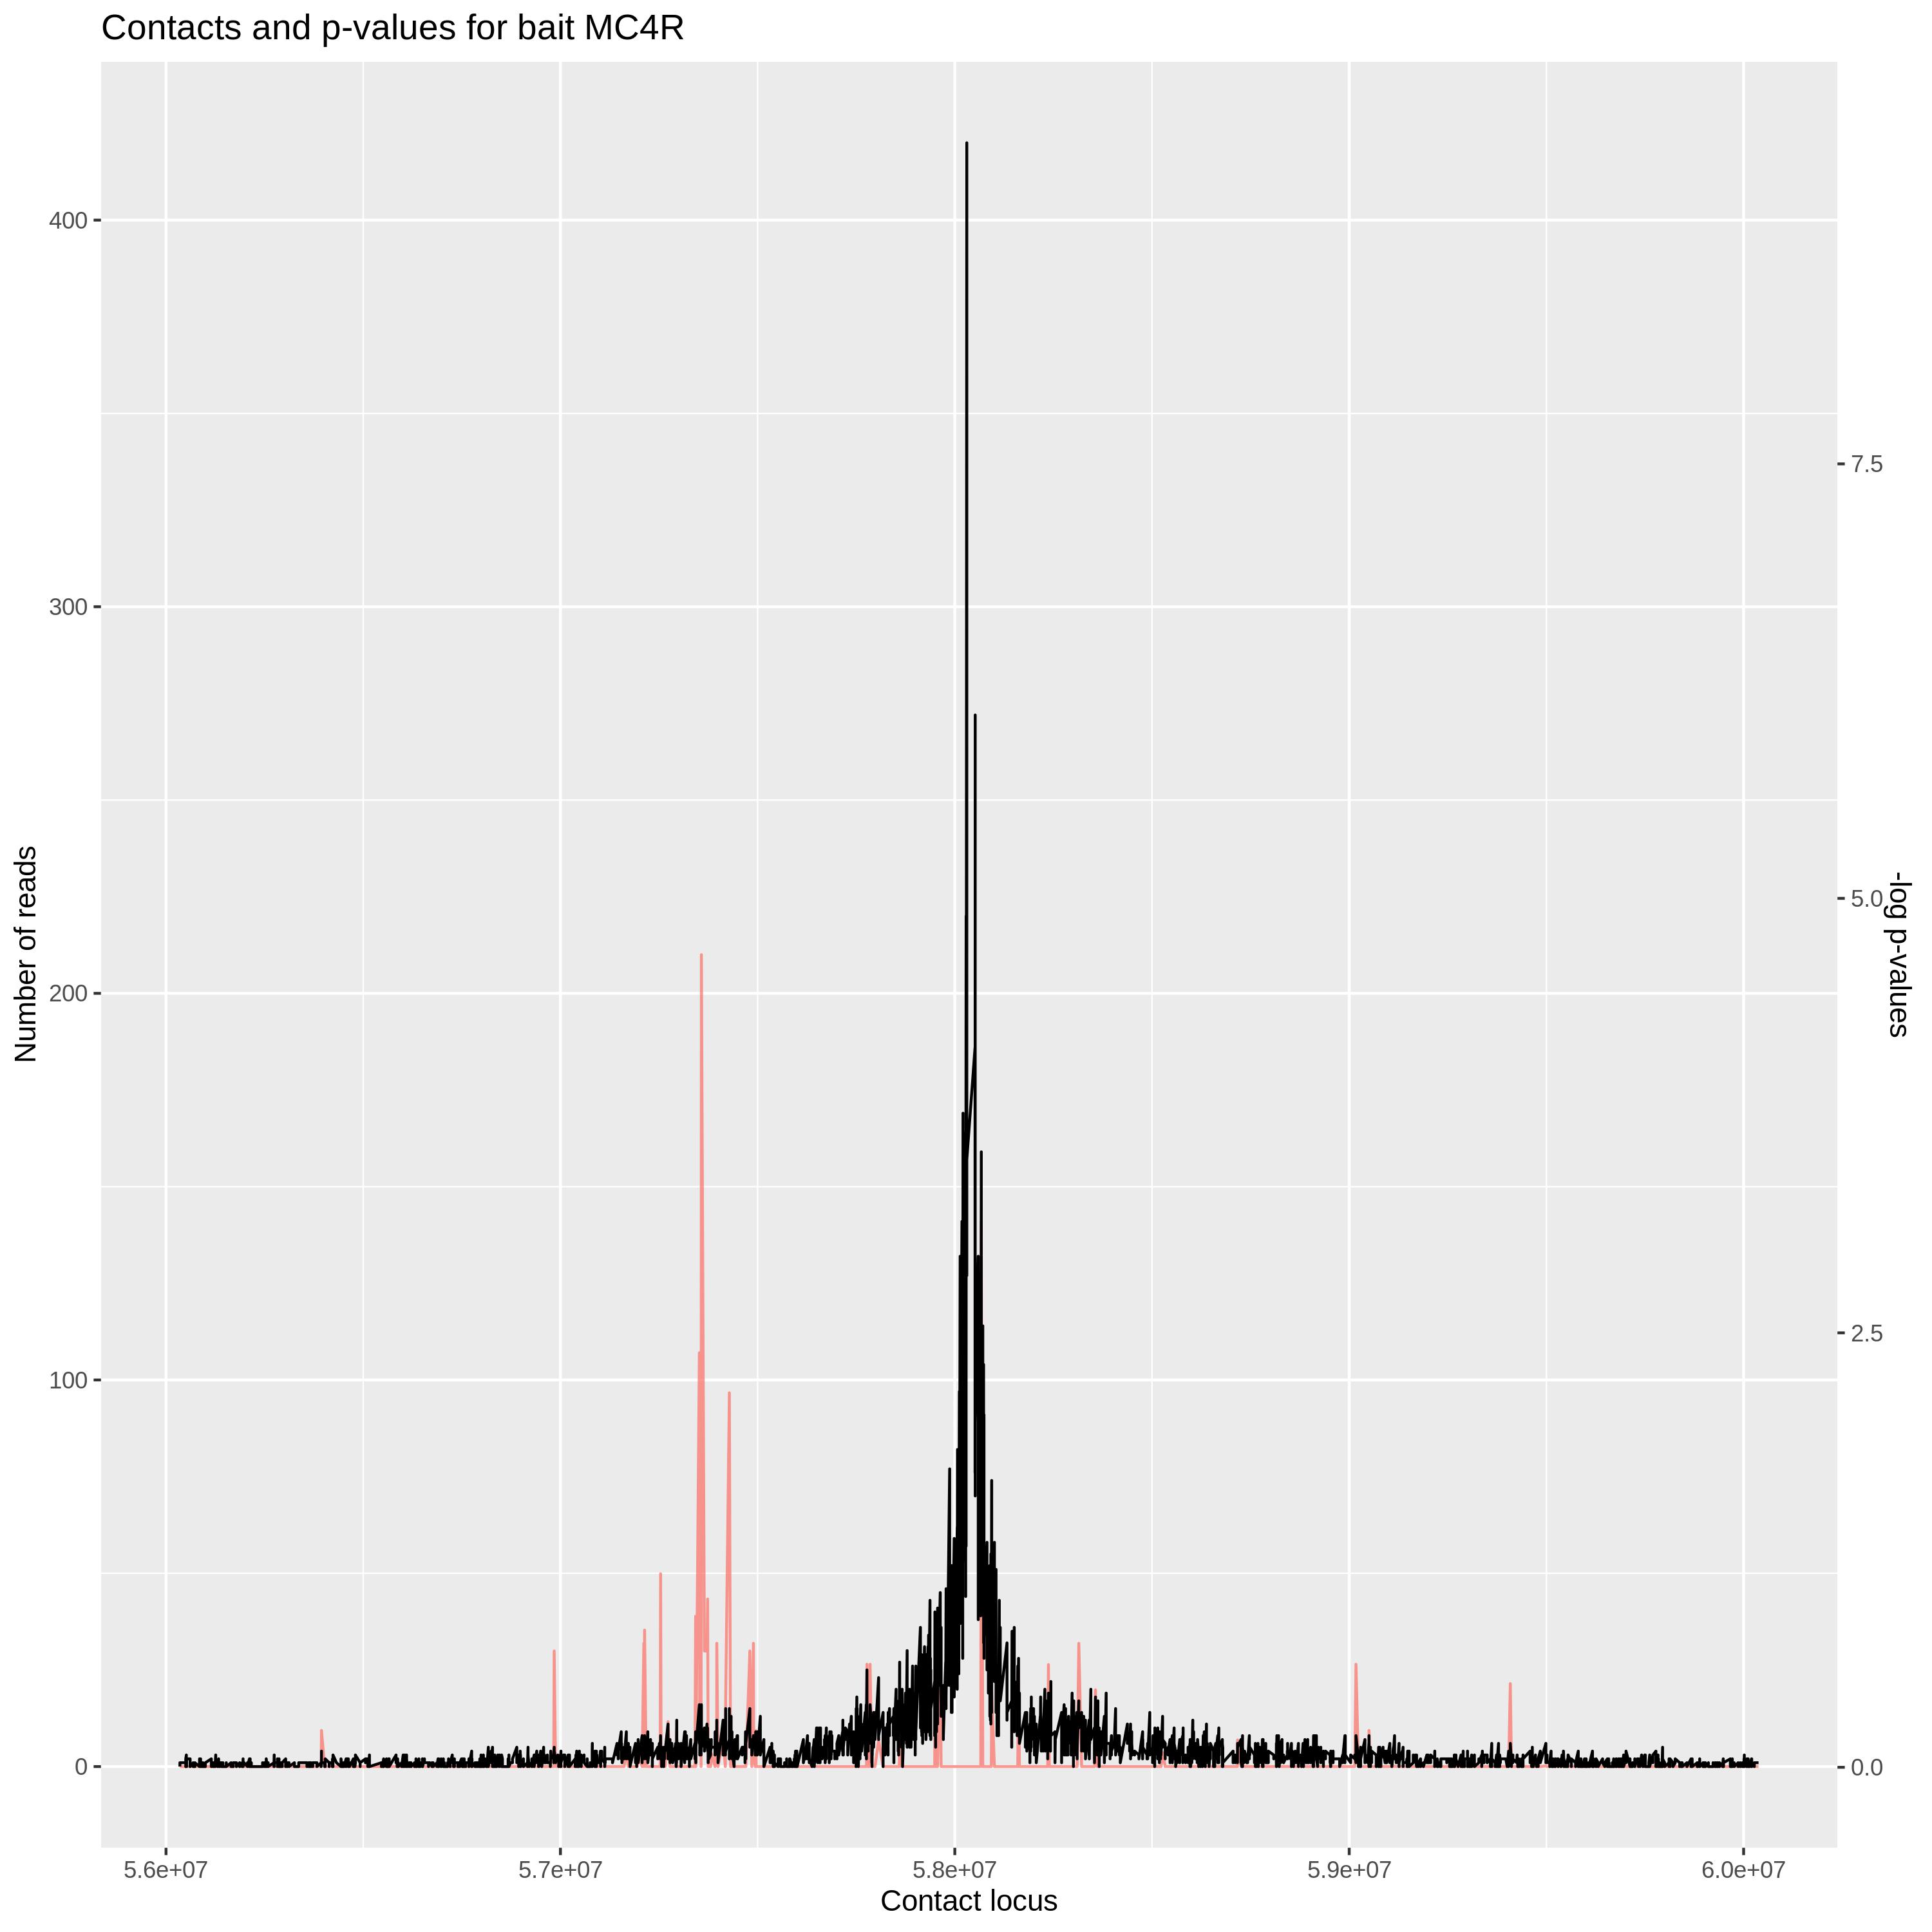 Contacts and p-values for bait MC4R
400
300
200
100
0
Number of reads
7.5
5.0
2.5
0.0
-log p-values
5.6e+07 5.7e+07 5.8e+07 5.9e+07 6.0e+07
Contact locus